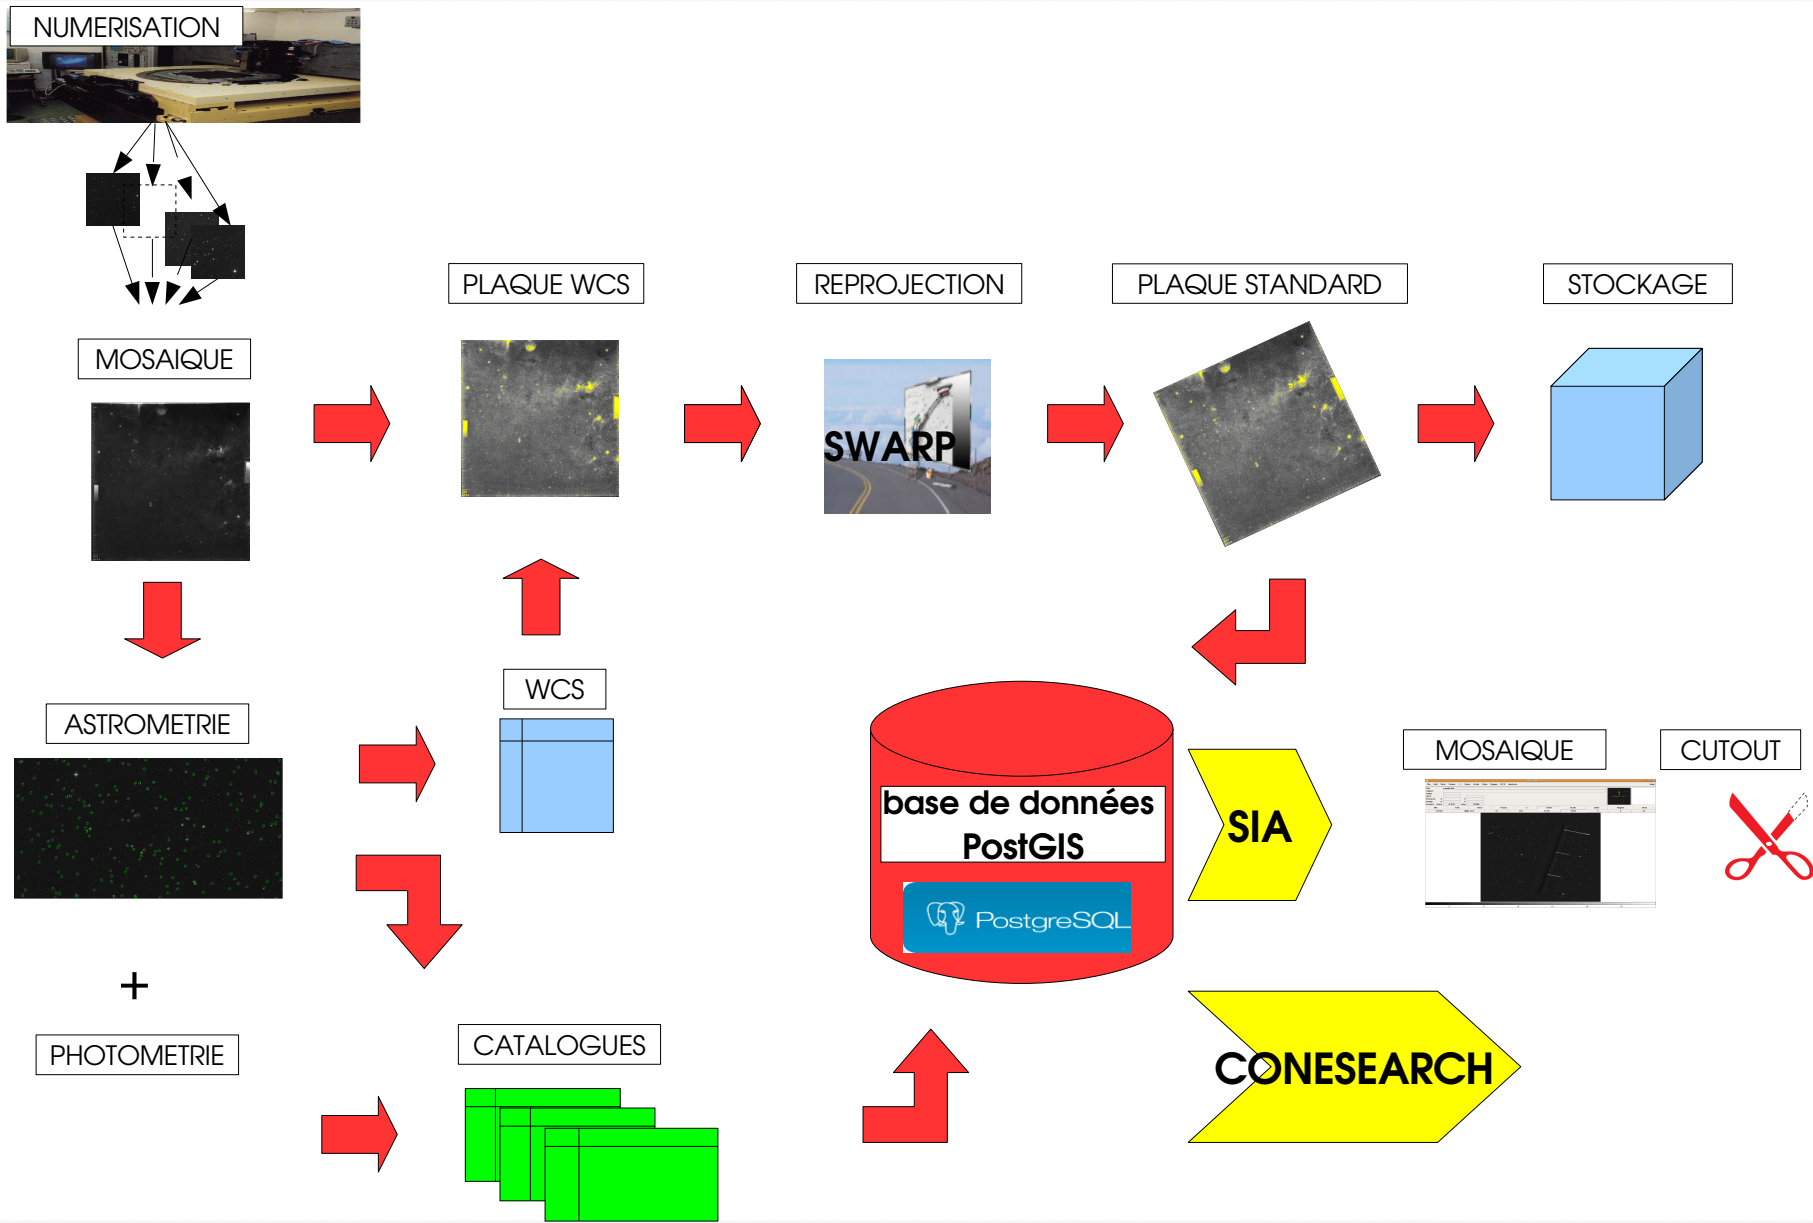 NUMERISATION
MOSAIQUE
PLAQUE WCS
REPROJECTION
PLAQUE STANDARD
STOCKAGE
SWARP
ASTROMETRIE
WCS
base de données
PostGIS
PostgreSQL
SIA
MOSAIQUE
CUTOUT
+
PHOTOMETRIE
CATALOGUES
CONESEARCH